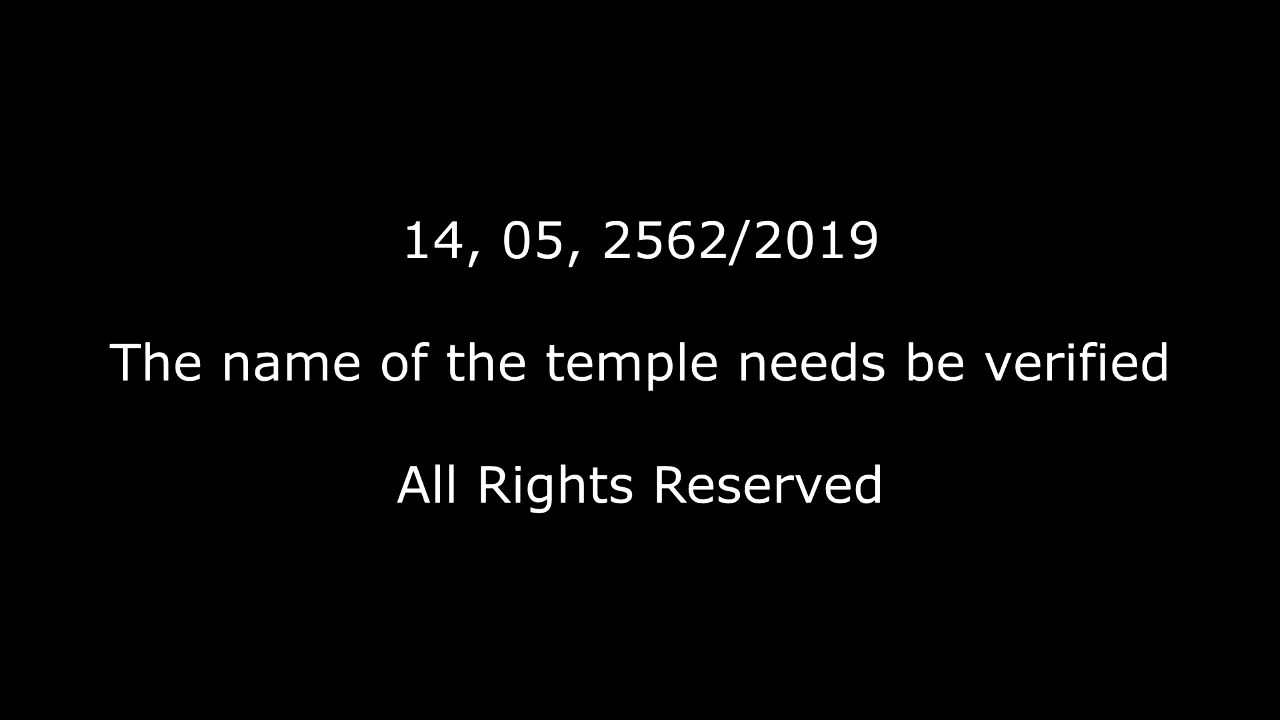 14, 05, 2562/2019
The name of the temple needs be verified
All Rights Reserved